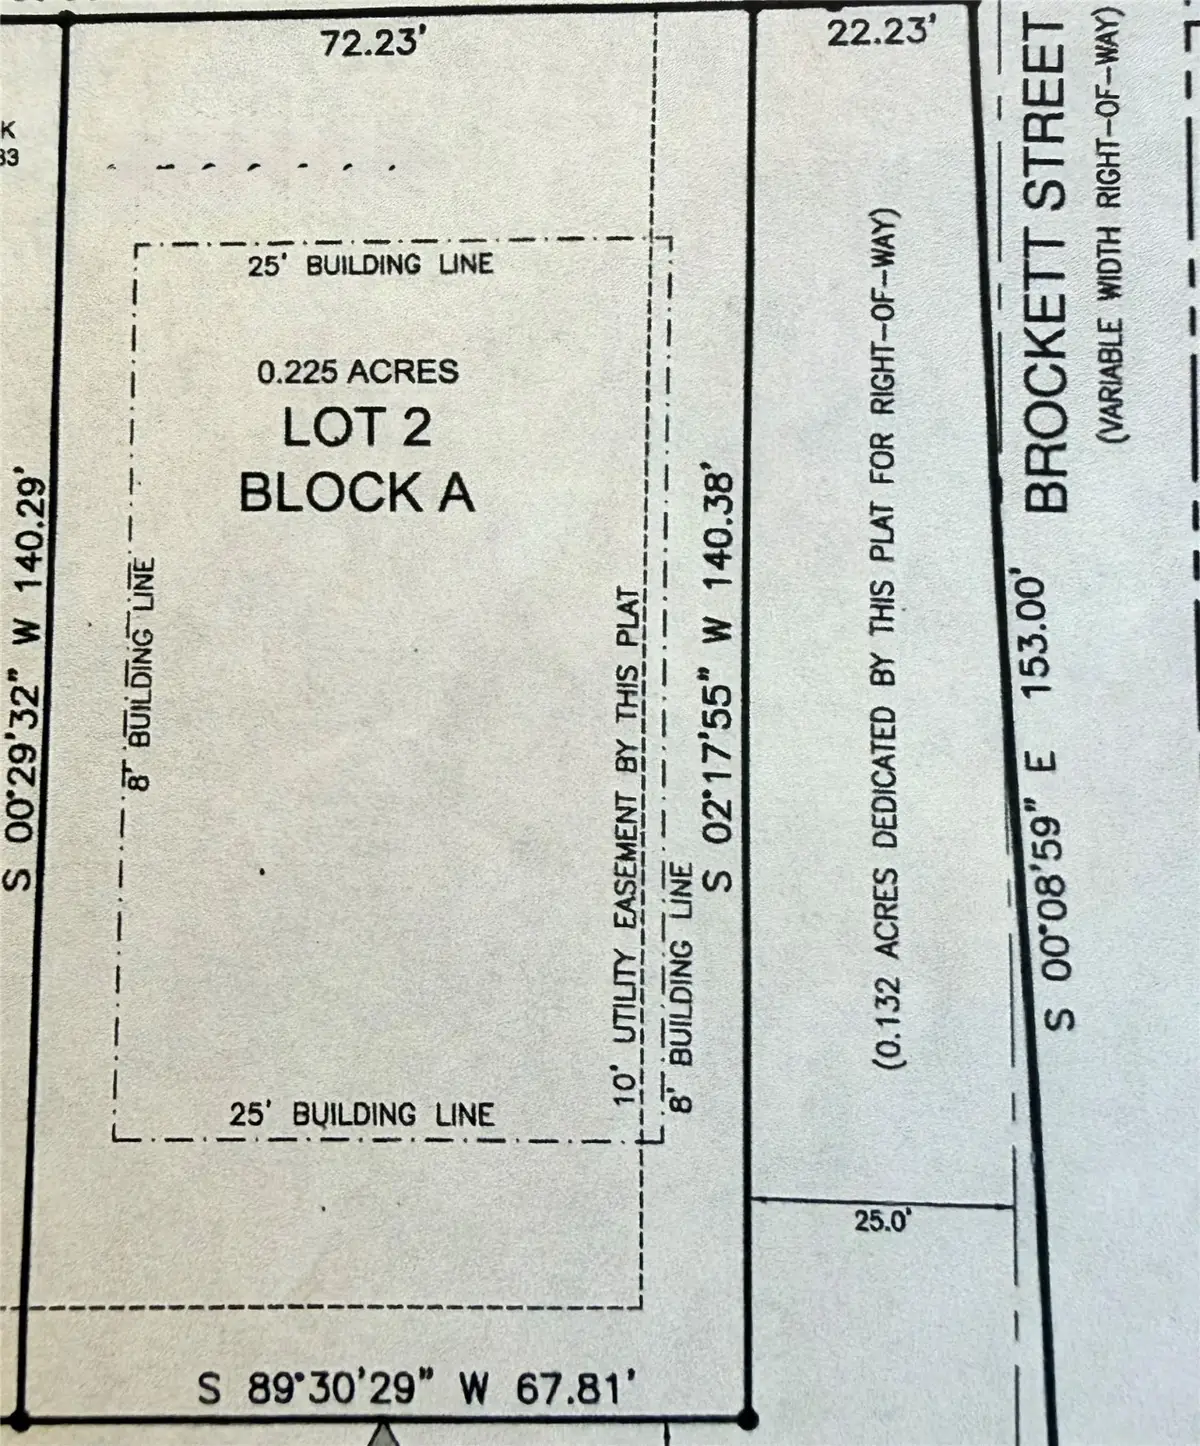 72.23'
22.23'
K
33
25' BUILDING LINE
0.225 ACRES
LOT 2
BLOCK A
S 00°29'32" W 140.29'
8' BUILDING LINE
10' UTILITY EASEMENT BY THIS PLAT
8' BUILDING LINE
S 02°17'55" W 140.38'
(0.132 ACRES DEDICATED BY THIS PLAT FOR RIGHT-OF-WAY)
S 00°08'59" E 153.00'
BROCKETT STREET
(VARIABLE WIDTH RIGHT-OF-WAY)
25' BUILDING LINE
25.0'
S 89°30'29" W 67.81'